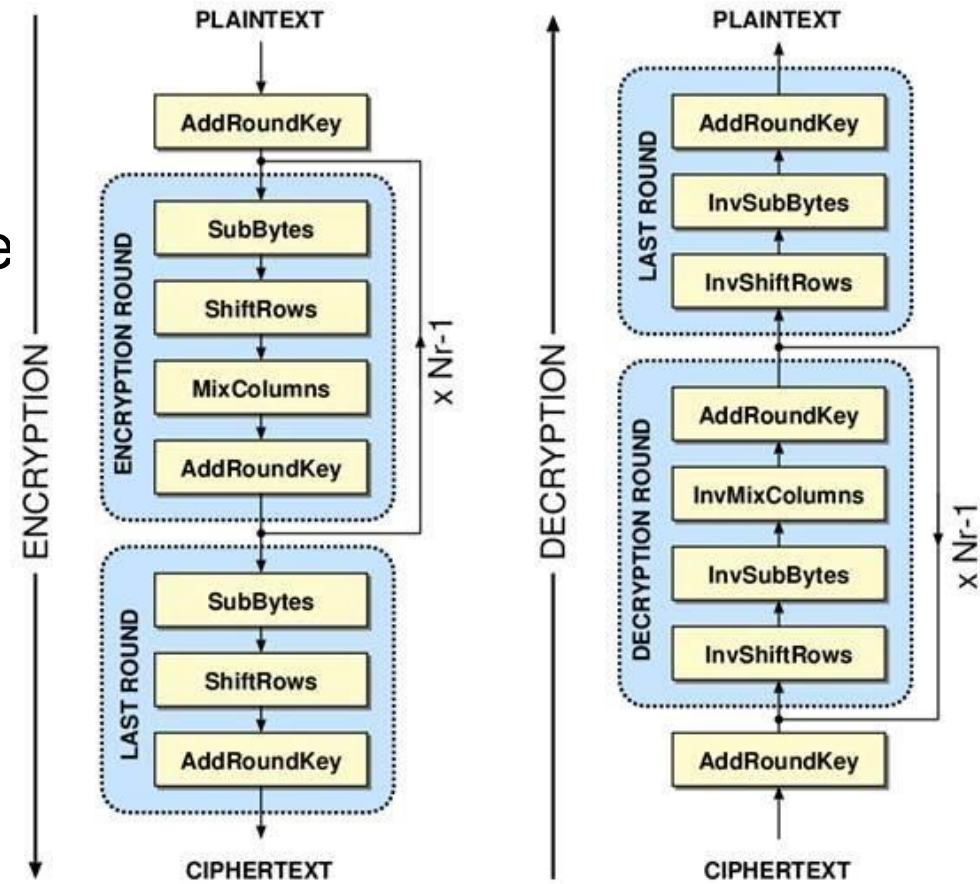 e
ENCRYPTION
PLAINTEXT
AddRoundKey
ENCRYPTION ROUND
SubBytes
ShiftRows
MixColumns
AddRoundKey
x Nr-1
LAST ROUND
SubBytes
ShiftRows
AddRoundKey
CIPHERTEXT
DECRYPTION
PLAINTEXT
LAST ROUND
AddRoundKey
InvSubBytes
InvShiftRows
DECRYPTION ROUND
AddRoundKey
InvMixColumns
InvSubBytes
InvShiftRows
x Nr-1
AddRoundKey
CIPHERTEXT